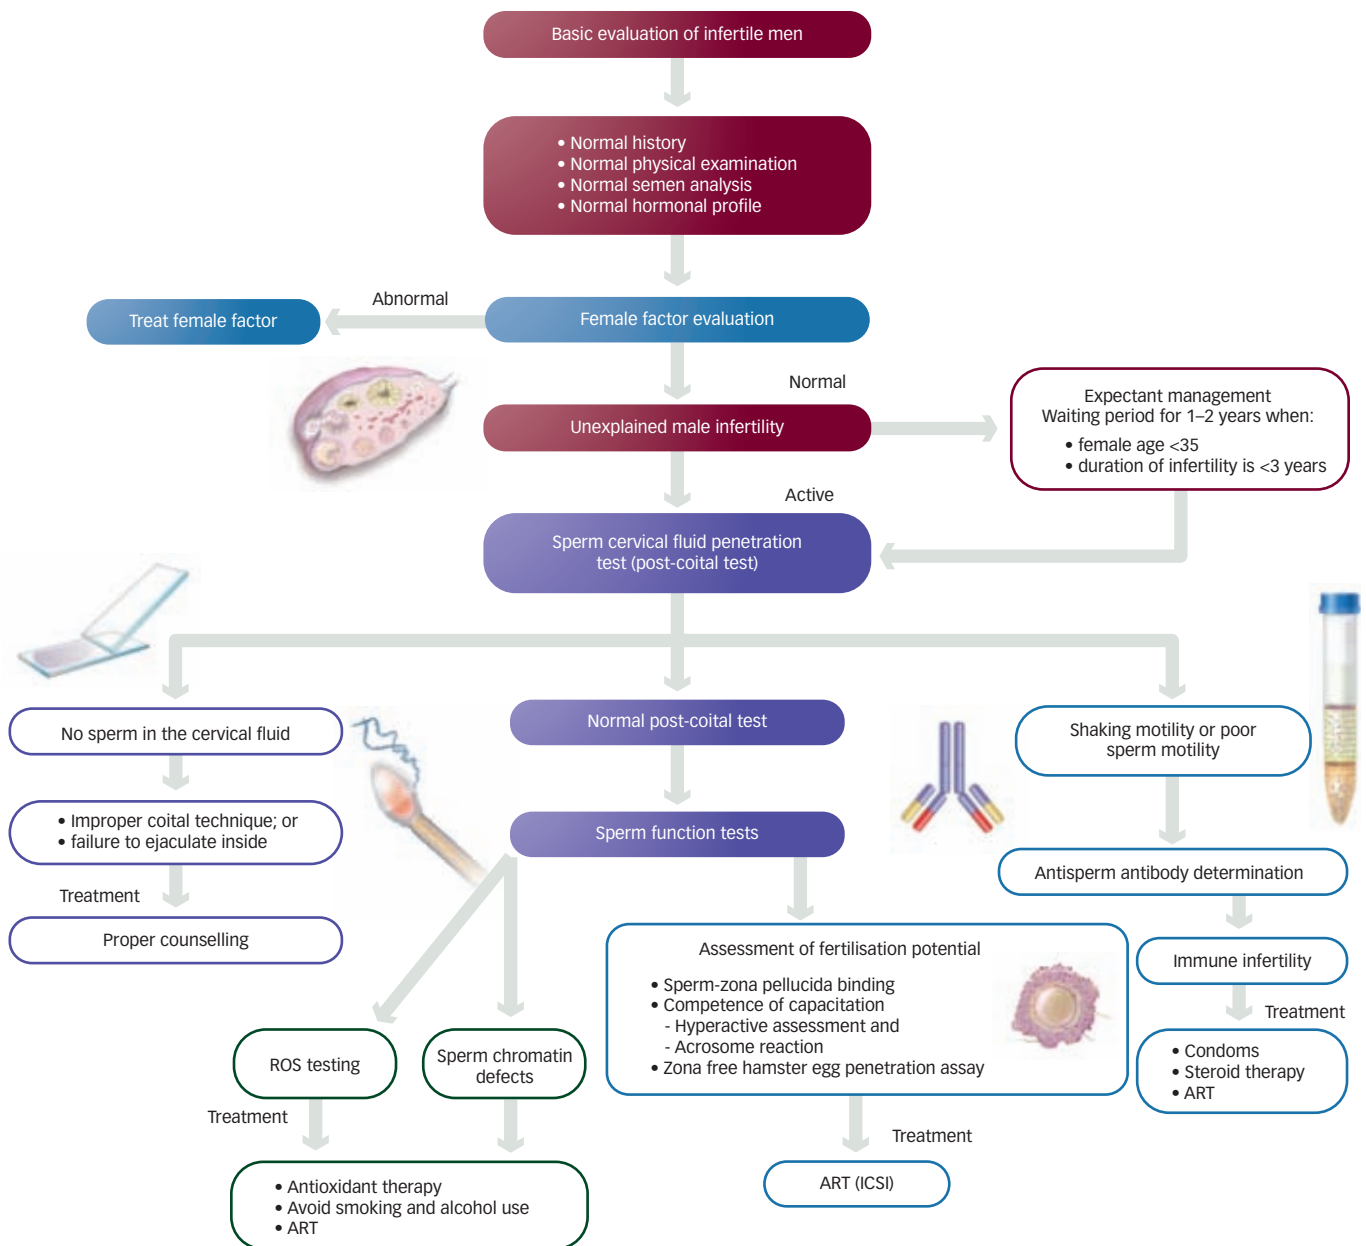 Basic evaluation of infertile men
• Normal history
• Normal physical examination
• Normal semen analysis
• Normal hormonal profile
Abnormal
Treat female factor
Female factor evaluation
Normal
Unexplained male infertility
Expectant management
Waiting period for 1–2 years when:
• female age <35
• duration of infertility is <3 years
Active
Sperm cervical fluid penetration
test (post-coital test)
No sperm in the cervical fluid
Normal post-coital test
Shaking motility or poor
sperm motility
• Improper coital technique; or
• failure to ejaculate inside
Sperm function tests
Antisperm antibody determination
Treatment
Proper counselling
Assessment of fertilisation potential
• Sperm-zona pellucida binding
• Competence of capacitation
- Hyperactive assessment and
- Acrosome reaction
• Zona free hamster egg penetration assay
Immune infertility
Treatment
• Condoms
• Steroid therapy
• ART
ROS testing
Sperm chromatin
defects
Treatment
• Antioxidant therapy
• Avoid smoking and alcohol use
• ART
Treatment
ART (ICSI)